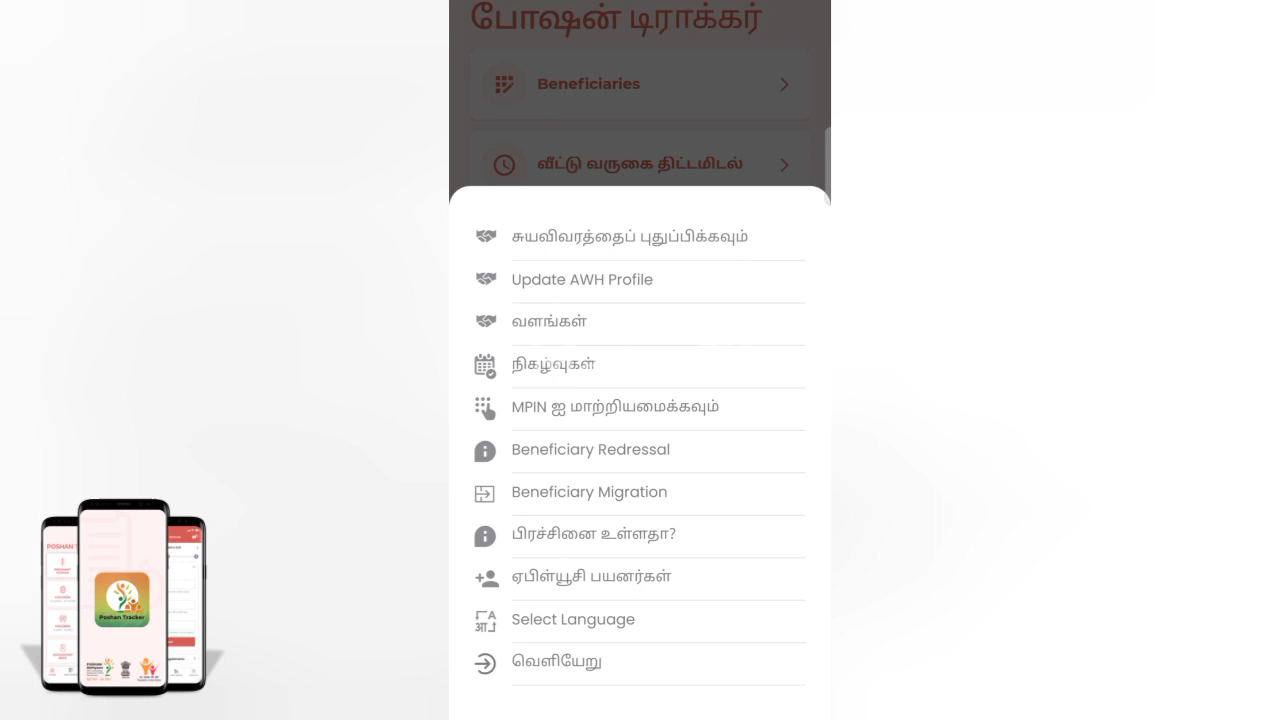 போஷன் டிராக்கர்
Beneficiaries
வீட்டு வருகை திட்டமிடல்
சுயவிவரத்தைப் புதுப்பிக்கவும்
Update AWH Profile
வளங்கள்
நிகழ்வுகள்
MPIN ஐ மாற்றியமைக்கவும்
Beneficiary Redressal
Beneficiary Migration
பிரச்சினை உள்ளதா?
ஏபிள்யூசி பயனர்கள்
Select Language
வெளியேறு
POSHAN
Poshan Tracker